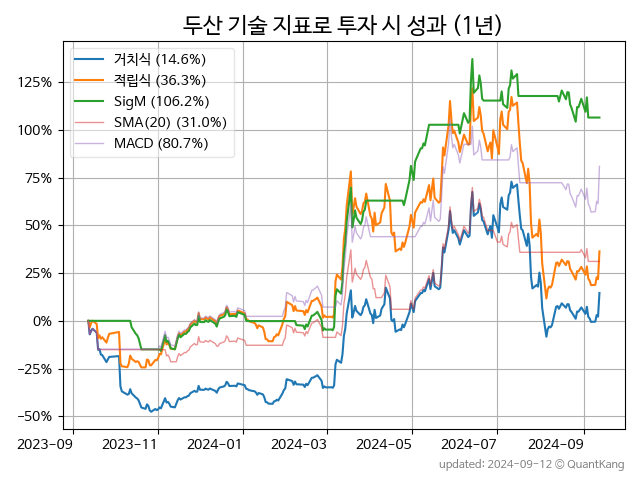 두산 기술 지표로 투자 시 성과 (1년)
거치식 (14.6%)
적립식 (36.3%)
SigM (106.2%)
SMA(20) (31.0%)
MACD (80.7%)
125%
100%
75%
50%
25%
0%
−25%
−50%
2023-09 2023-11 2024-01 2024-03 2024-05 2024-07 2024-09
updated: 2024-09-12 © QuantKang